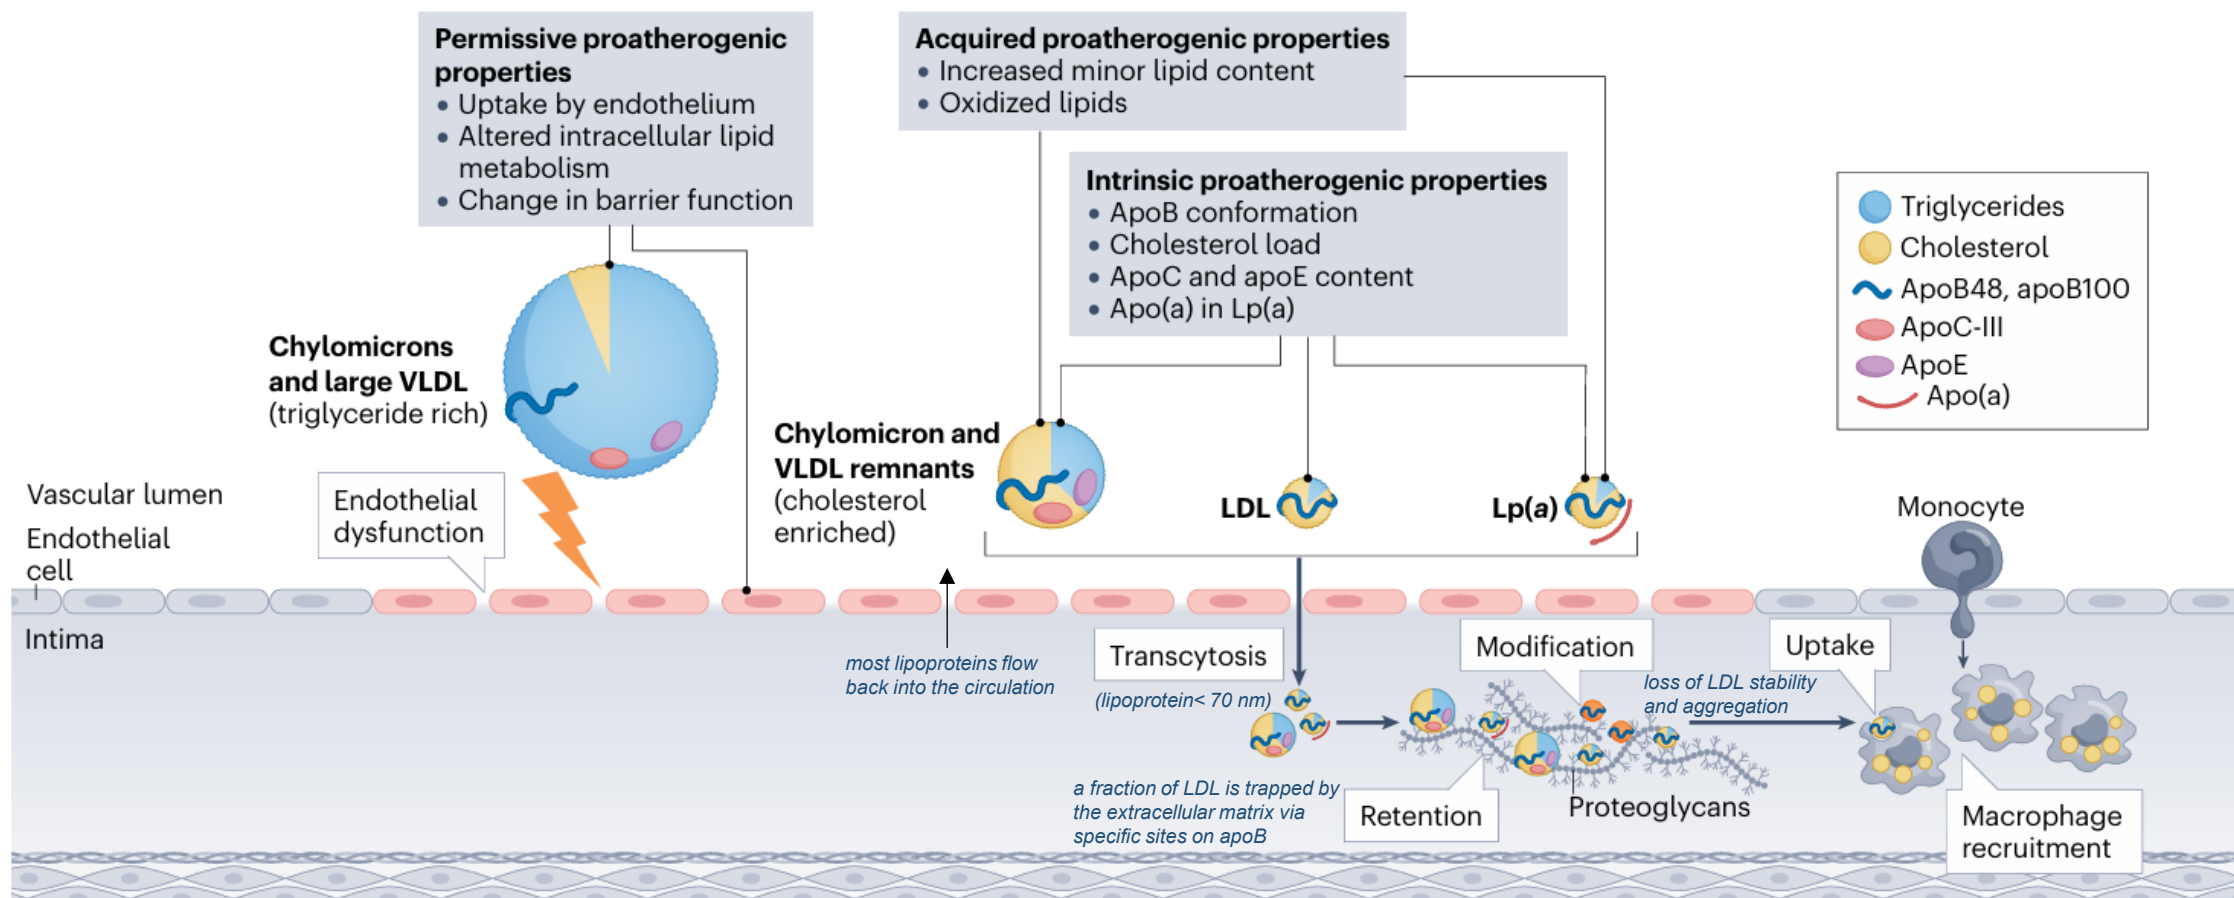 Permissive proatherogenic
properties
• Uptake by endothelium
• Altered intracellular lipid
metabolism
• Change in barrier function
Acquired proatherogenic properties
• Increased minor lipid content
• Oxidized lipids
Intrinsic proatherogenic properties
• ApoB conformation
• Cholesterol load
• ApoC and apoE content
• Apo(a) in Lp(a)
Triglycerides
Cholesterol
ApoB48, apoB100
ApoC-III
ApoE
Apo(a)
Chylomicrons
and large VLDL
(triglyceride rich)
Chylomicron and
VLDL remnants
(cholesterol
enriched)
LDL
Lp(a)
Monocyte
Vascular lumen
Endothelial
cell
Endothelial
dysfunction
Intima
most lipoproteins flow
back into the circulation
Transcytosis
(lipoprotein< 70 nm)
Modification
loss of LDL stability
and aggregation
Uptake
a fraction of LDL is trapped by
the extracellular matrix via
specific sites on apoB
Retention
Proteoglycans
Macrophage
recruitment